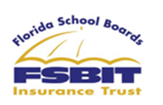 Florida School Boards
FSBIT
Insurance Trust